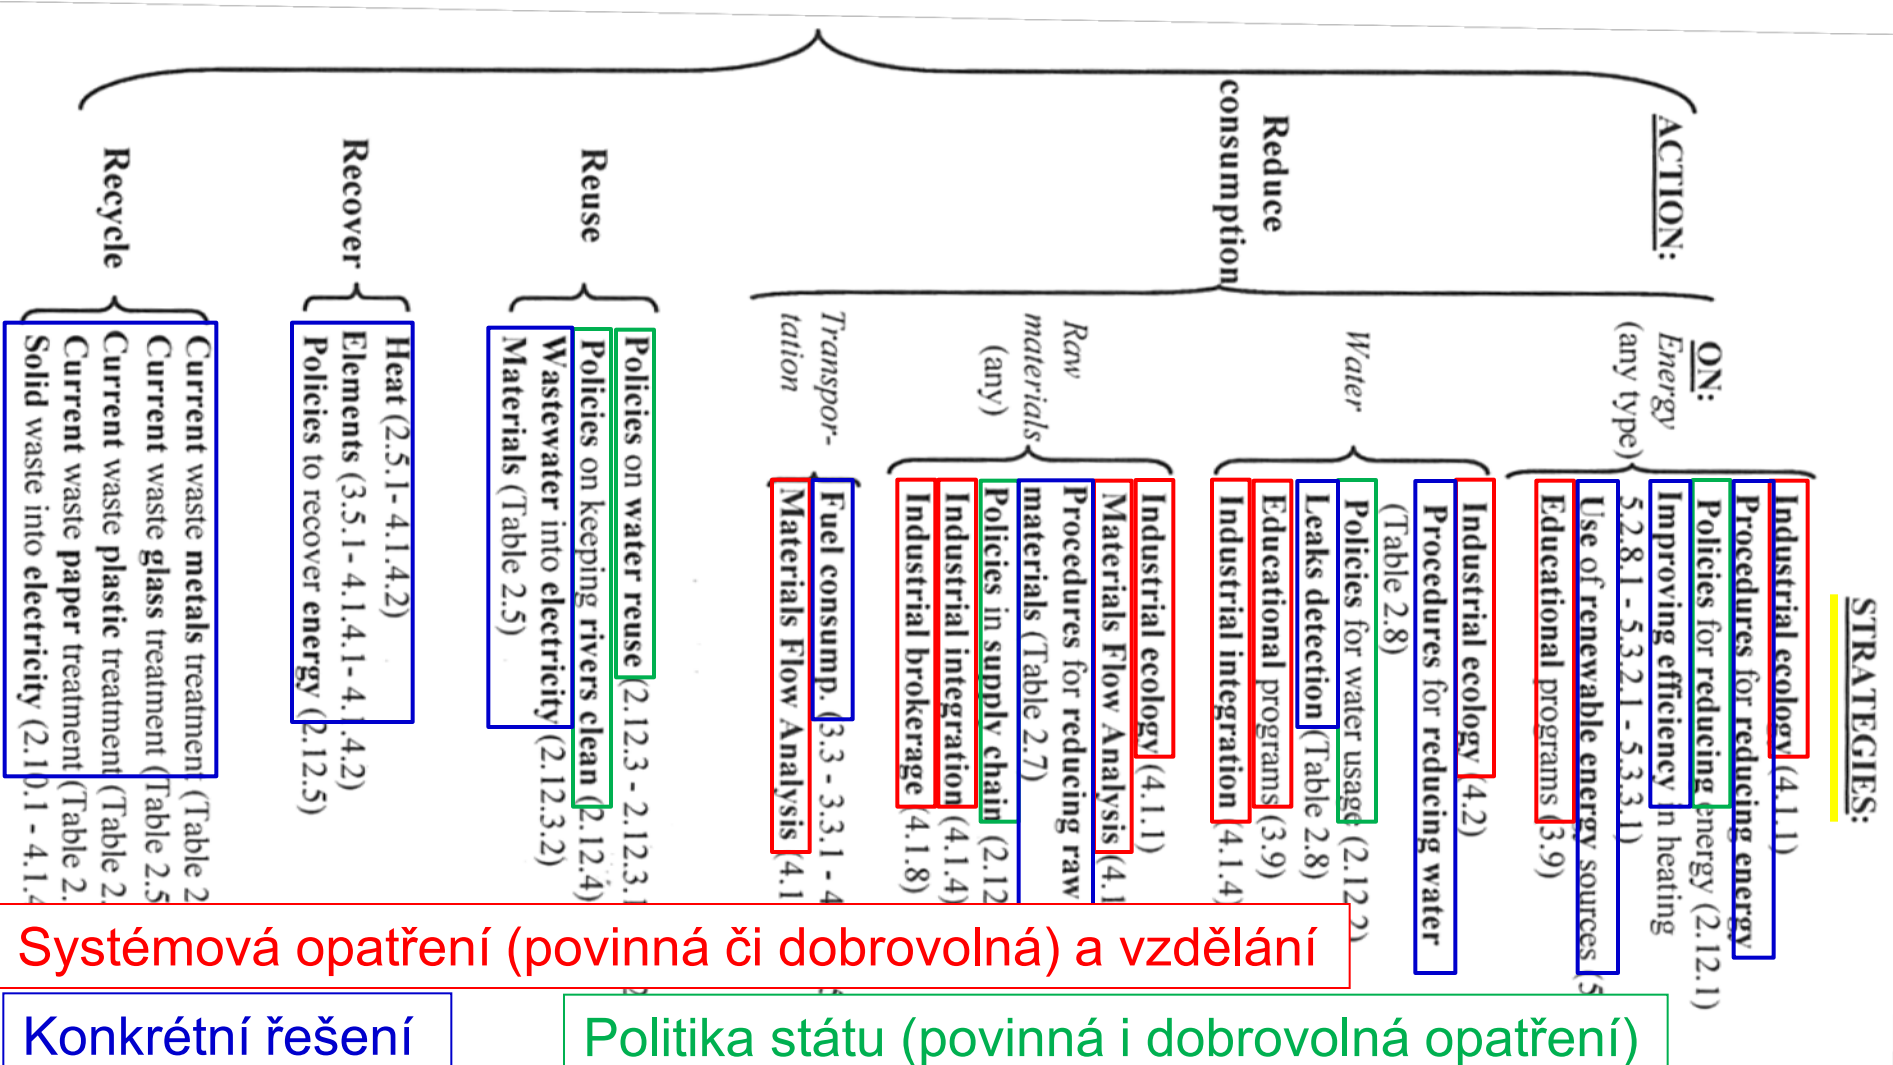 STRATEGIES:
ACTION:
ON:
Reduce
consumption
Energy
(any type)
Industrial ecology (4.1.1)
Procedures for reducing energy
Policies for reducing energy (2.12.1)
Improving efficiency in heating
5.2.8.1 - 5.3.2.1 - 5.3.3.1)
Use of renewable energy sources (5
Educational programs (3.9)
Water
Industrial ecology (4.2)
Procedures for reducing water
(Table 2.8)
Policies for water usage (2.12.2)
Leaks detection (Table 2.8)
Educational programs (3.9)
Industrial integration (4.1.4)
Raw
materials
(any)
Industrial ecology (4.1.1)
Materials Flow Analysis (4.1
Procedures for reducing raw
materials (Table 2.7)
Policies in supply chain (2.12
Industrial integration (4.1.4)
Industrial brokerage (4.1.8)
Transpor-
tation
Fuel consump. (3.3 - 3.3.1 - 4
Materials Flow Analysis (4.1
Reuse
Policies on water reuse (2.12.3 - 2.12.3.1
Policies on keeping rivers clean (2.12.4)
Wastewater into electricity (2.12.3.2)
Materials (Table 2.5)
Recover
Heat (2.5.1- 4.1.4.2)
Elements (3.5.1- 4.1.4.1- 4.1.4.2)
Policies to recover energy (2.12.5)
Recycle
Current waste metals treatment (Table 2
Current waste glass treatment (Table 2.5
Current waste plastic treatment (Table 2.
Current waste paper treatment (Table 2.
Solid waste into electricity (2.10.1 - 4.1.4
Systémová opatření (povinná či dobrovolná) a vzdělání
Konkrétní řešení
Politika státu (povinná i dobrovolná opatření)